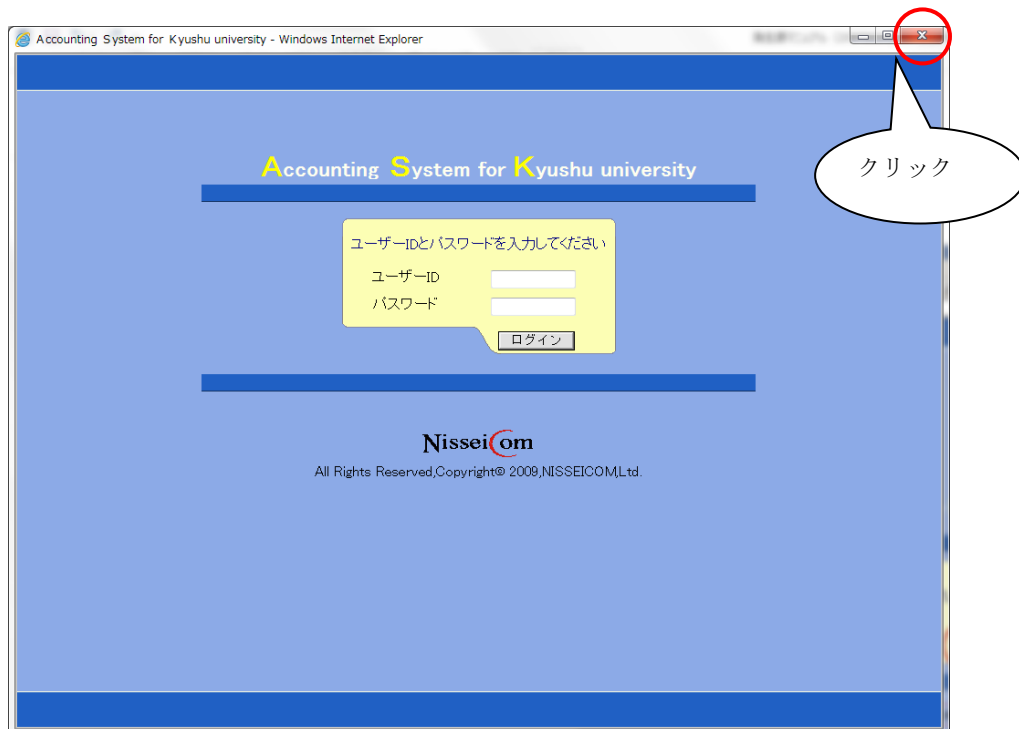 Accounting System for Kyushu university - Windows Internet Explorer
Accounting System for Kyushu university
クリック
ユーザーIDとパスワードを入力してください
ユーザーID
パスワード
ログイン
NisseiCom
All Rights Reserved,Copyright© 2009,NISSEICOM,Ltd.